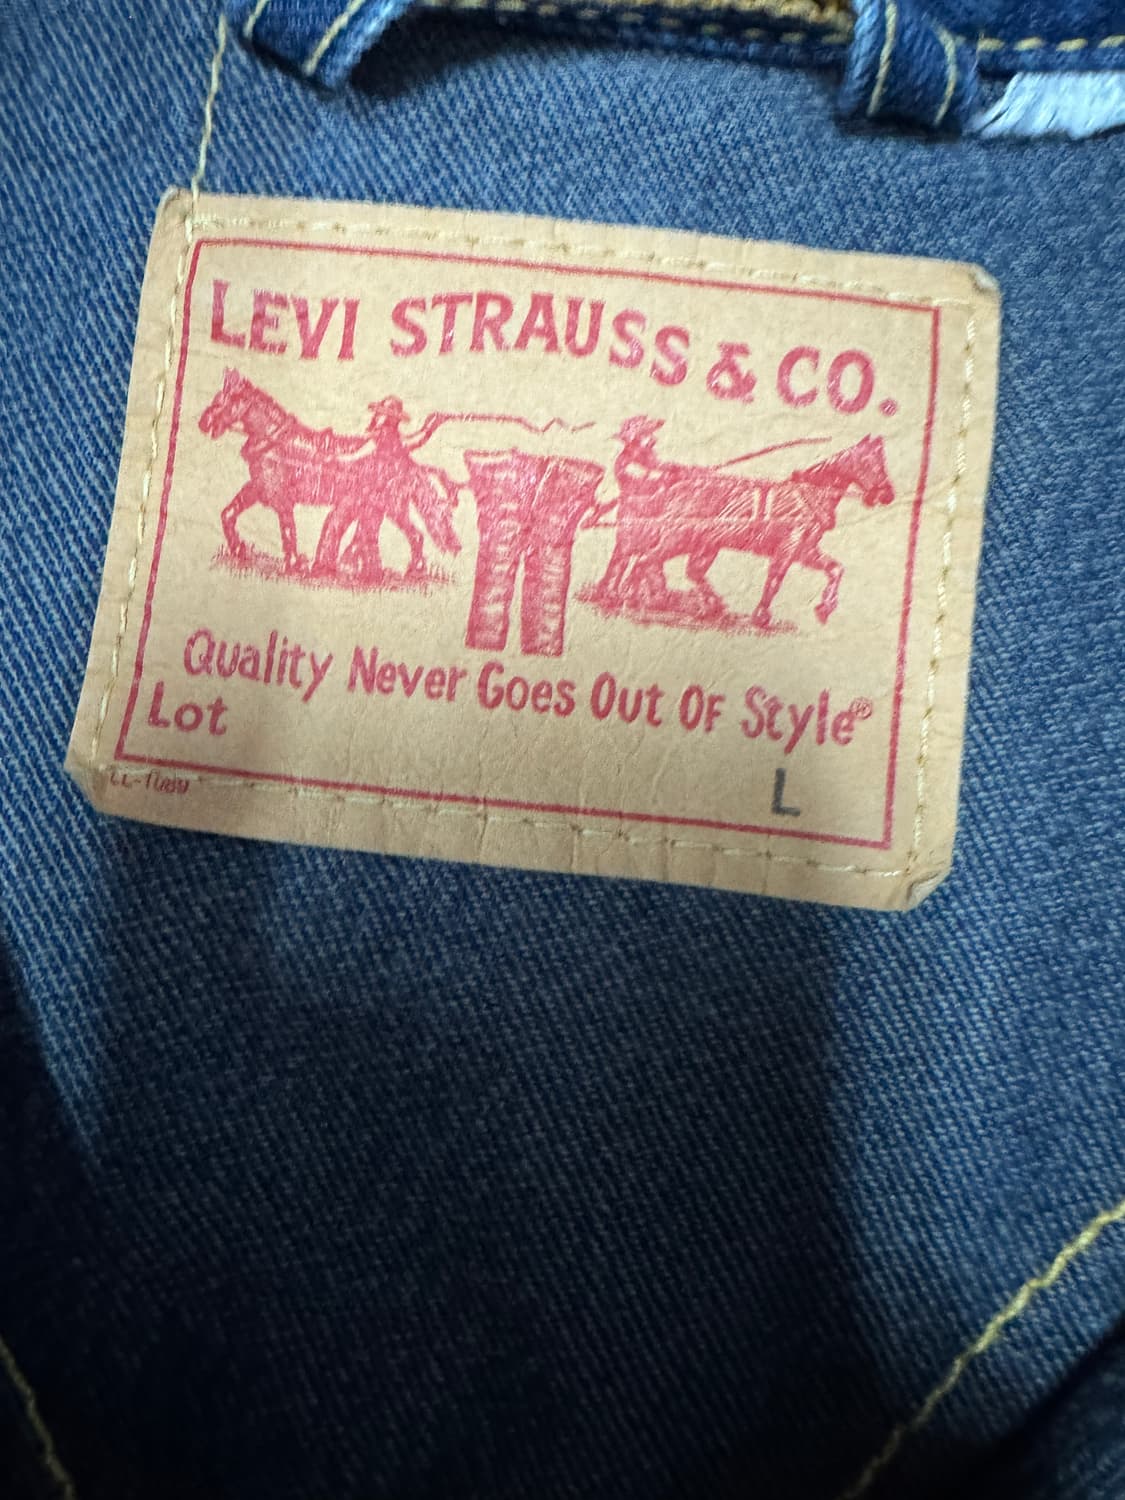 LEVI STRAUSS & CO.
Quality Never Goes Out Of Style®
Lot
L